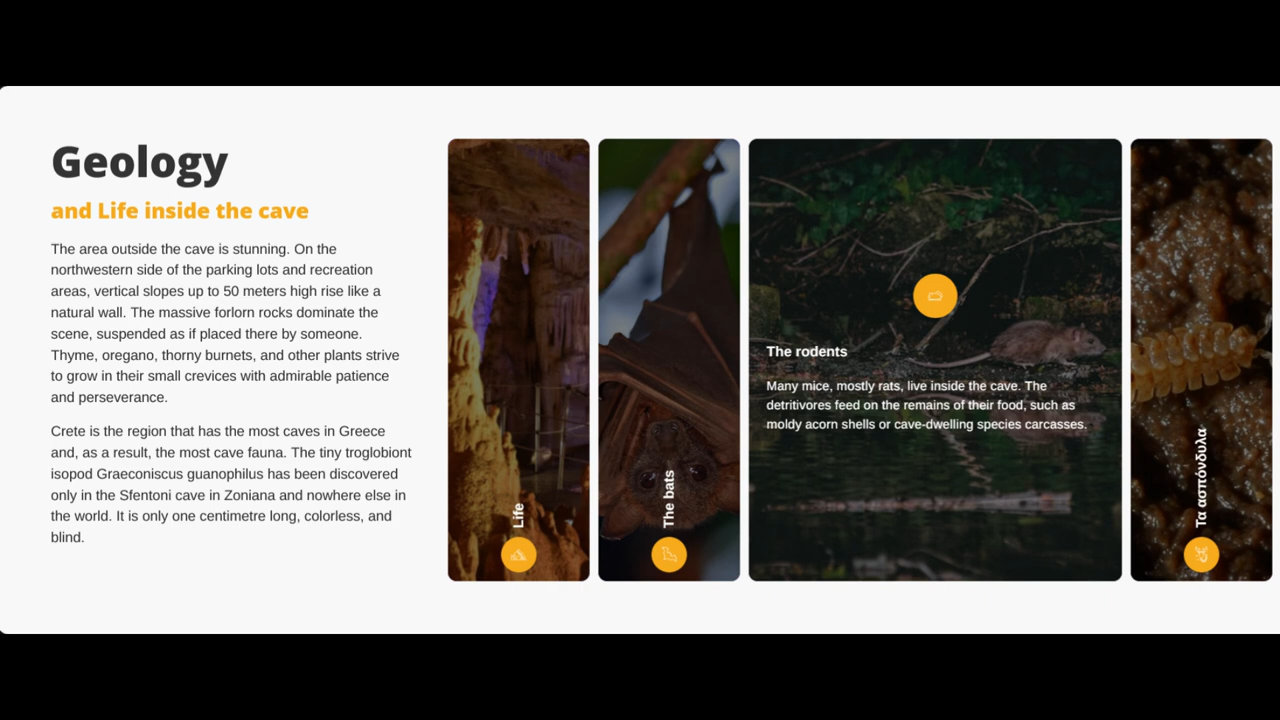 Geology
and Life inside the cave
The area outside the cave is stunning. On the
northwestern side of the parking lots and recreation
areas, vertical slopes up to 50 meters high rise like a
natural wall. The massive forlorn rocks dominate the
scene, suspended as if placed there by someone.
Thyme, oregano, thorny burnets, and other plants strive
to grow in their small crevices with admirable patience
and perseverance.
Crete is the region that has the most caves in Greece
and, as a result, the most cave fauna. The tiny troglobiont
isopod Graeconiscus guanophilus has been discovered
only in the Sfentoni cave in Zoniana and nowhere else in
the world. It is only one centimetre long, colorless, and
blind.
Life
The bats
The rodents
Many mice, mostly rats, live inside the cave. The
detritivores feed on the remains of their food, such as
moldy acorn shells or cave-dwelling species carcasses.
Τα ασπόνδυλα